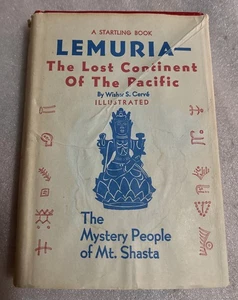 A STARTLING BOOK
LEMURIA—
The Lost Continent
Of The Pacific
By Wishar S. Cervé
ILLUSTRATED
The
Mystery People
of Mt. Shasta